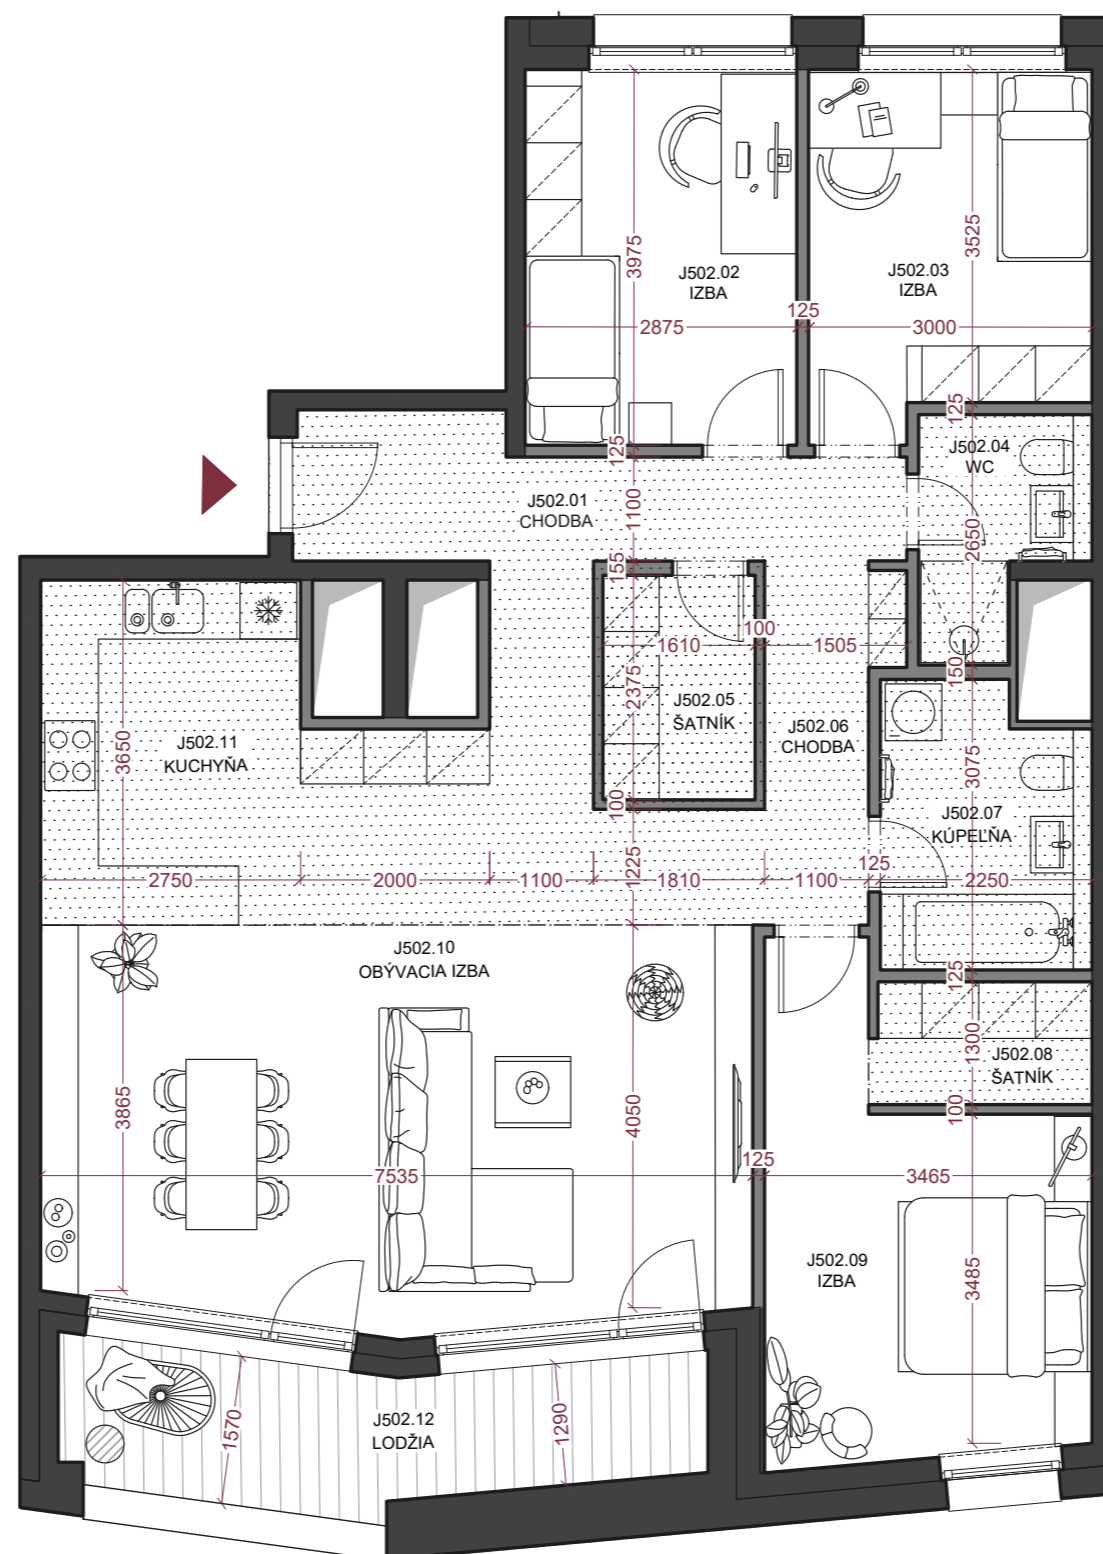 3975
J502.02
IZBA
2875
125
3525
J502.03
IZBA
3000
125
125
J502.04
WC
2650
J502.01
CHODBA
1100
155
1610
100
1505
2375
J502.05
ŠATNÍK
100
J502.06
CHODBA
150
3075
J502.07
KÚPEĽŇA
3650
J502.11
KUCHYŇA
2750
2000
1100
1810
1225
1100
125
2250
J502.10
OBÝVACIA IZBA
125
1300
J502.08
ŠATNÍK
100
3865
4050
7535
125
3465
J502.09
IZBA
3485
1570
J502.12
LODŽIA
1290